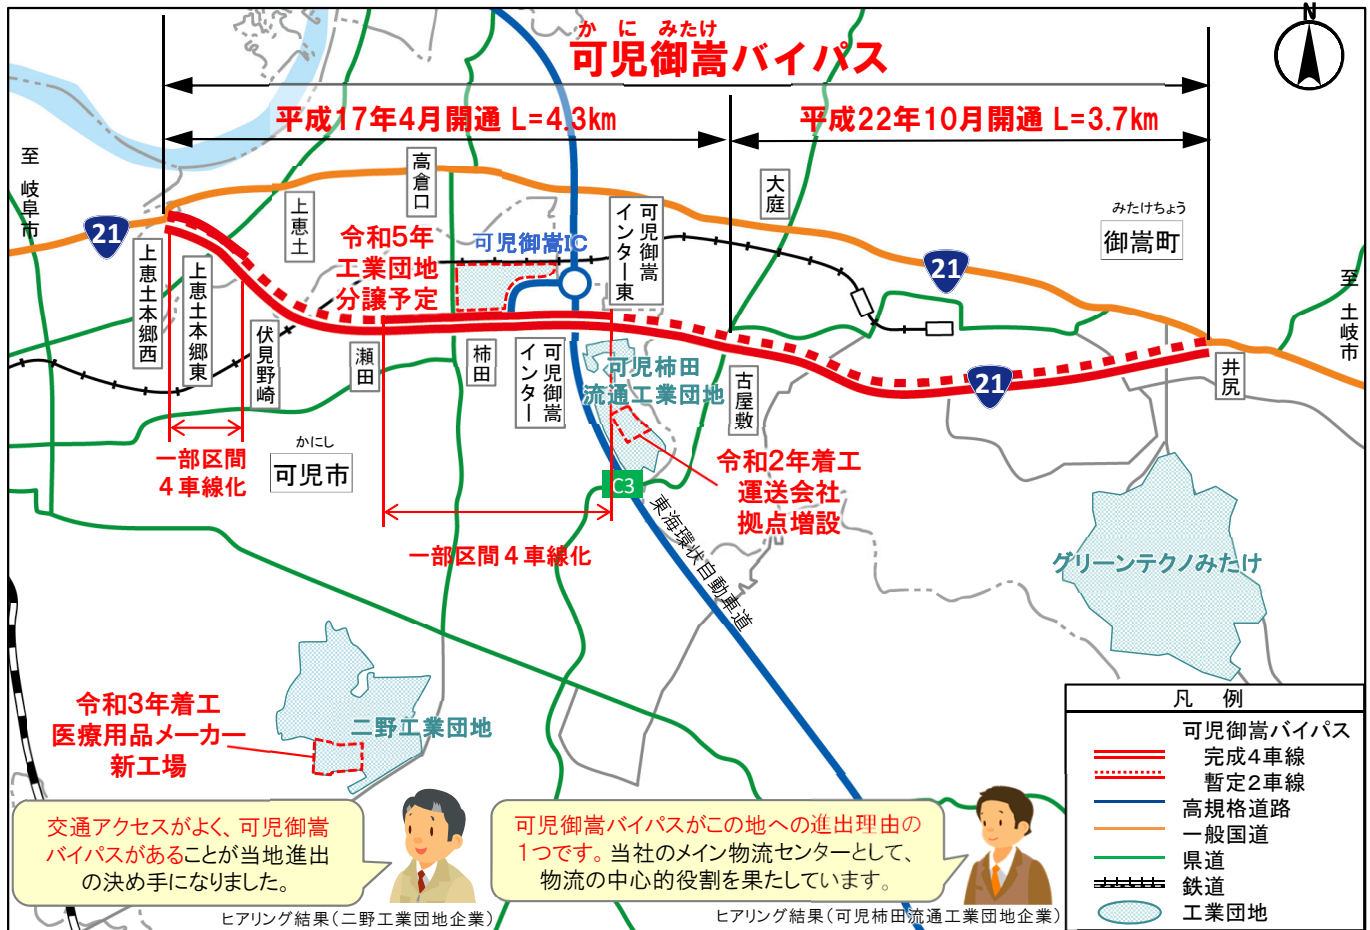 か に みたけ
可児御嵩バイパス
N
平成17年4月開通 L=4.3km
平成22年10月開通 L=3.7km
至 岐阜市
21
上恵土本郷西
上恵土本郷東
上恵土
高倉口
伏見野崎
令和5年
工業団地
分譲予定
可児御嵩IC
可児御嵩
インター東
大庭
みたけちょう
御嵩町
21
至 土岐市
瀬田
柿田
可児御嵩
インター
可児柿田
流通工業団地
古屋敷
21
井尻
一部区間
4車線化
かにし
可児市
一部区間4車線化
C3
令和2年着工
運送会社
拠点増設
東海環状自動車道
グリーンテクノみたけ
令和3年着工
医療用品メーカー
新工場
二野工業団地
交通アクセスがよく、可児御嵩
バイパスがあることが当地進出
の決め手になりました。
ヒアリング結果(二野工業団地企業)
可児御嵩バイパスがこの地への進出理由の
1つです。当社のメイン物流センターとして、
物流の中心的役割を果たしています。
ヒアリング結果(可児柿田流通工業団地企業)
凡 例
可児御嵩バイパス
完成4車線
暫定2車線
高規格道路
一般国道
県道
鉄道
工業団地